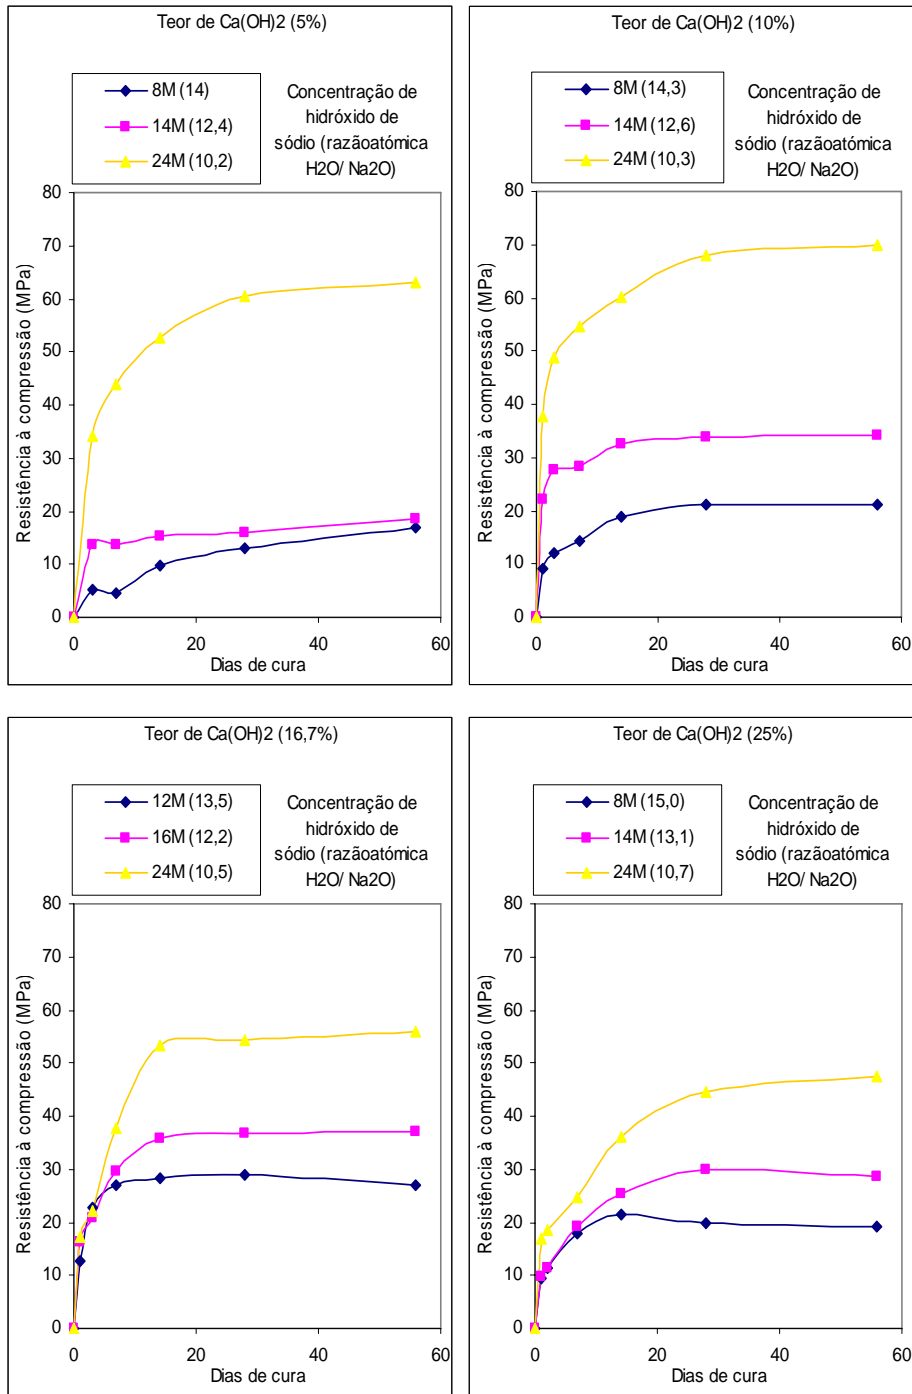 Teor de Ca(OH)2 (5%)
8M (14)
14M (12,4)
24M (10,2)
Concentração de
hidróxido de
sódio (razãoatómica
H2O/ Na2O)
Resistência à compressão (MPa)
80
70
60
50
40
30
20
10
0
0 20 40 60
Dias de cura
Teor de Ca(OH)2 (10%)
8M (14,3)
14M (12,6)
24M (10,3)
Concentração de
hidróxido de
sódio (razãoatómica
H2O/ Na2O)
Resistência à compressão (MPa)
80
70
60
50
40
30
20
10
0
0 20 40 60
Dias de cura
Teor de Ca(OH)2 (16,7%)
12M (13,5)
16M (12,2)
24M (10,5)
Concentração de
hidróxido de
sódio (razãoatómica
H2O/ Na2O)
Resistência à compressão (MPa)
80
70
60
50
40
30
20
10
0
0 20 40 60
Dias de cura
Teor de Ca(OH)2 (25%)
8M (15,0)
14M (13,1)
24M (10,7)
Concentração de
hidróxido de
sódio (razãoatómica
H2O/ Na2O)
Resistência à compressão (MPa)
80
70
60
50
40
30
20
10
0
0 20 40 60
Dias de cura